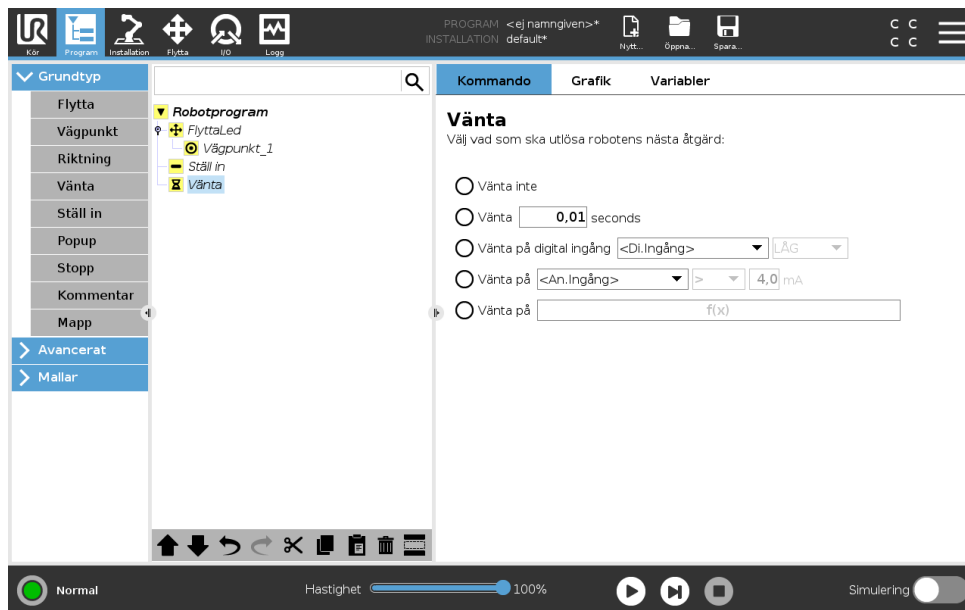 PROGRAM <ej namngiven>*
INSTALLATION default*
Kör
Program
Installation
Flytta
I/O
Logg
Nytt...
Öppna...
Spara...
C C
C C
Grundtyp
Flytta
Vägpunkt
Riktning
Vänta
Ställ in
Popup
Stopp
Kommentar
Mapp
Avancerat
Mallar
Robotprogram
FlyttaLed
Vägpunkt_1
Ställ in
Vänta
Kommando Grafik Variabler
Vänta
Välj vad som ska utlösa robotens nästa åtgärd:
Vänta inte
Vänta 0,01 seconds
Vänta på digital ingång <Di.Ingång> LÅG
Vänta på <An.Ingång> > 4,0 mA
Vänta på f(x)
Normal
Hastighet 100%
Simulering